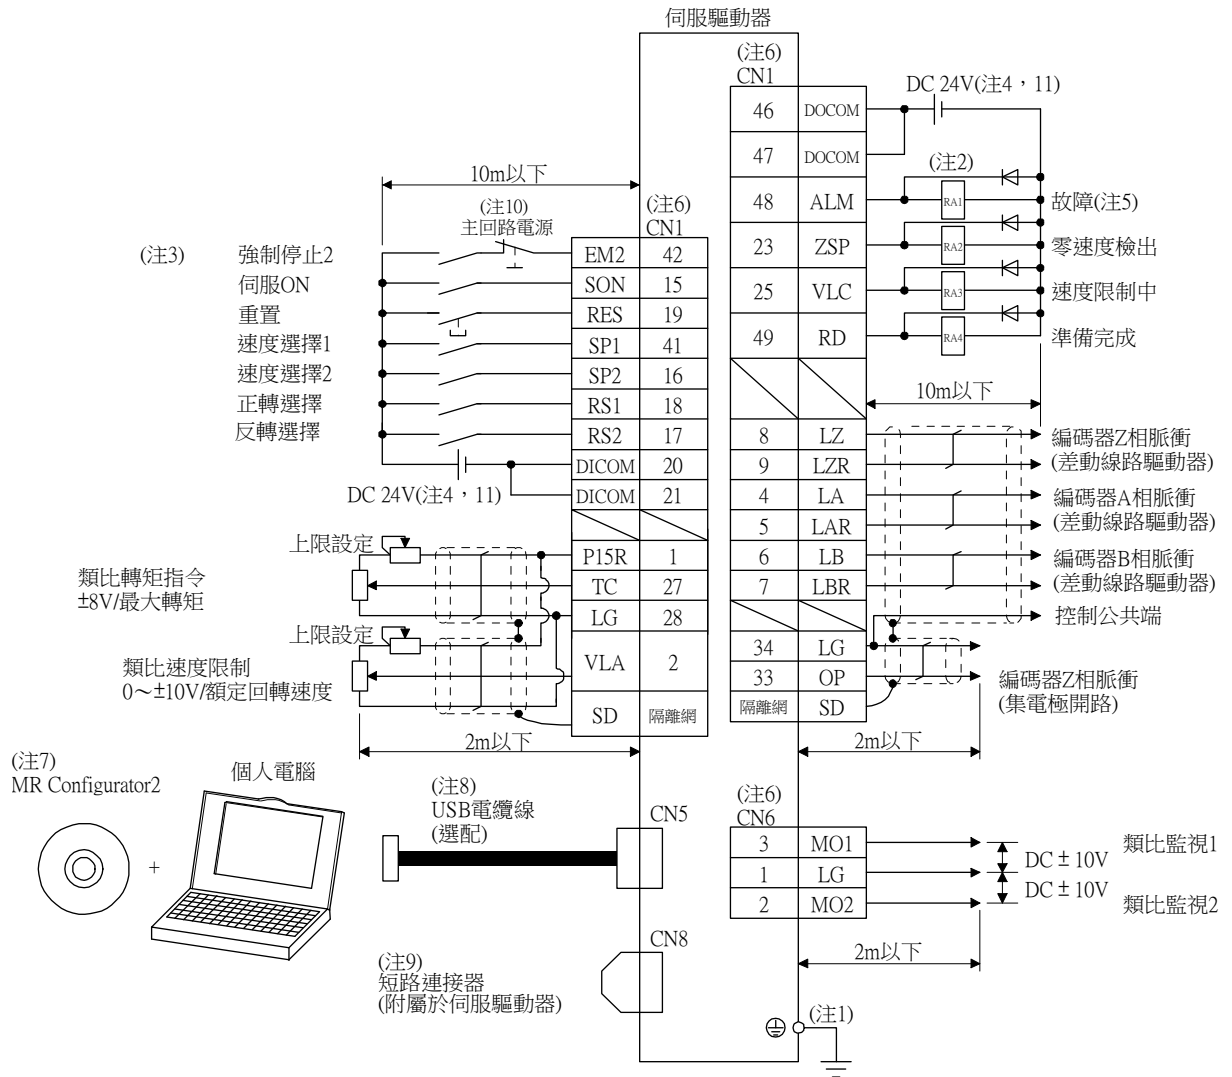 伺服驅動器
(注6)
CN1
DC 24V(注4，11)
46 DOCOM
47 DOCOM
(注2)
48 ALM RA1 故障(注5)
23 ZSP RA2 零速度檢出
25 VLC RA3 速度限制中
49 RD RA4 準備完成
10m以下
8 LZ 編碼器Z相脈衝
9 LZR (差動線路驅動器)
4 LA 編碼器A相脈衝
5 LAR (差動線路驅動器)
6 LB 編碼器B相脈衝
7 LBR (差動線路驅動器)
控制公共端
34 LG
33 OP 編碼器Z相脈衝
(集電極開路)
隔離網 SD
2m以下
10m以下
(注10)
主回路電源
(注6)
CN1
(注3) 強制停止2 EM2 42
伺服ON SON 15
重置 RES 19
速度選擇1 SP1 41
速度選擇2 SP2 16
正轉選擇 RS1 18
反轉選擇 RS2 17
DICOM 20
DC 24V(注4，11) DICOM 21
上限設定 P15R 1
類比轉矩指令 TC 27
±8V/最大轉矩
LG 28
上限設定
類比速度限制 VLA 2
0～±10V/額定回轉速度
SD 隔離網
2m以下
(注7)
MR Configurator2
個人電腦
+
(注8)
USB電纜線
(選配)
CN5
(注6)
CN6
3 MO1 類比監視1
DC ± 10V
1 LG
DC ± 10V
2 MO2 類比監視2
2m以下
CN8
(注9)
短路連接器
(附屬於伺服驅動器)
(注1)